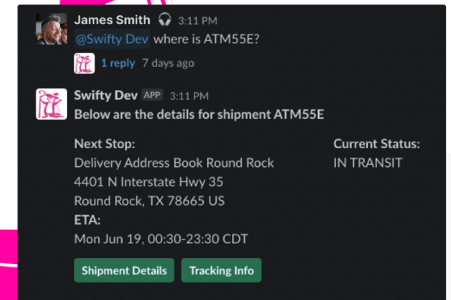 James Smith 3:11 PM
@Swifty Dev where is ATM55E?
1 reply 7 days ago
Swifty Dev APP 3:11 PM
Below are the details for shipment ATM55E
Next Stop:
Delivery Address Book Round Rock
4401 N Interstate Hwy 35
Round Rock, TX 78665 US
ETA:
Mon Jun 19, 00:30-23:30 CDT
Current Status:
IN TRANSIT
Shipment Details
Tracking Info